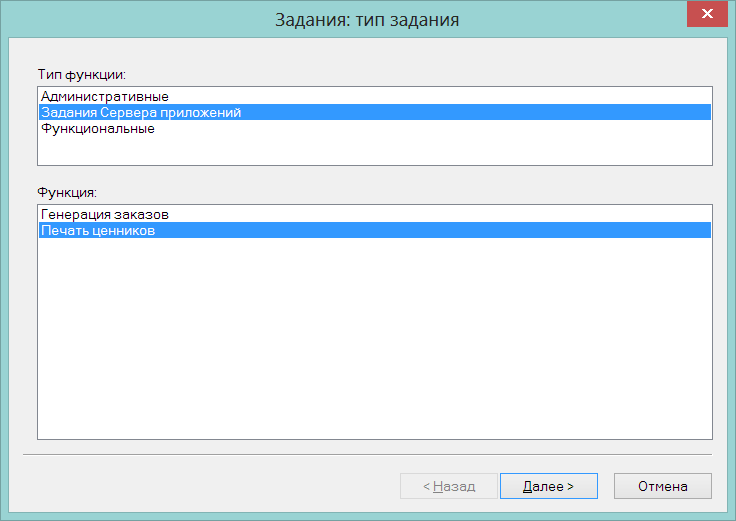 Задания: тип задания
Тип функции:
Административные
Задания Сервера приложений
Функциональные
Функция:
Генерация заказов
Печать ценников
< Назад
Далее >
Отмена